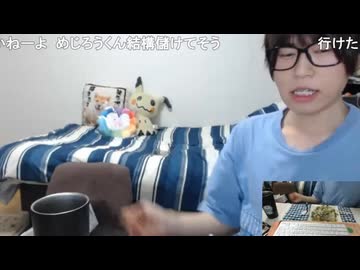 いねーよ めじろうくん結構儲けてそう 行けた